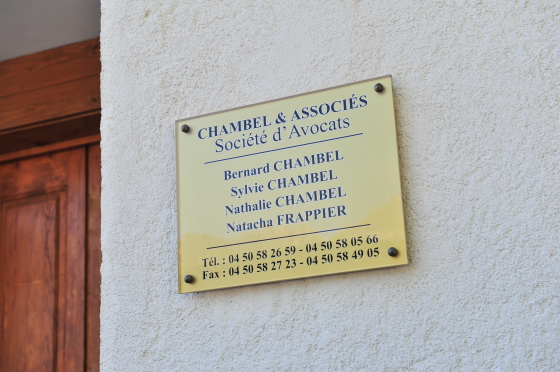 CHAMBEL & ASSOCIÉS
Société d'Avocats
Bernard CHAMBEL
Sylvie CHAMBEL
Nathalie CHAMBEL
Natacha FRAPPIER
Tél. : 04 50 58 26 59 - 04 50 58 05 66
Fax : 04 50 58 27 23 - 04 50 58 49 05